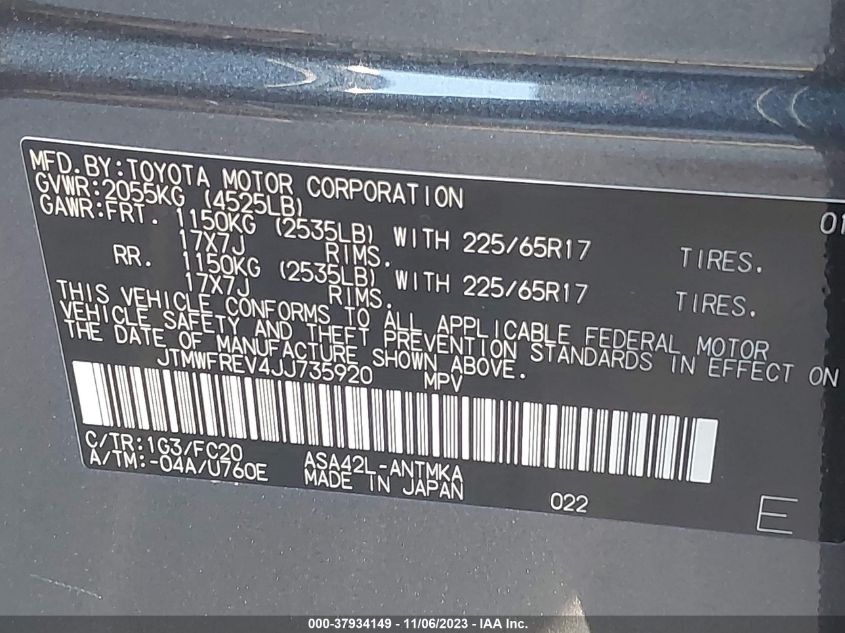 MFD.BY:TOYOTA MOTOR CORPORATION
GVWR:2055KG (4525LB)
GAWR:FRT. 1150KG (2535LB) WITH 225/65R17 TIRES.
17X7J RIMS.
RR. 1150KG (2535LB) WITH 225/65R17 TIRES.
17X7J RIMS.
THIS VEHICLE CONFORMS TO ALL APPLICABLE FEDERAL MOTOR
VEHICLE SAFETY AND THEFT PREVENTION STANDARDS IN EFFECT ON
THE DATE OF MANUFACTURE SHOWN ABOVE.
JTMWFREV4JJ735920 MPV
C/TR:1G3/FC20
A/TM:-04A/U760E
ASA42L-ANTMKA
MADE IN JAPAN
022
E
000-37934149 - 11/06/2023 - IAA Inc.